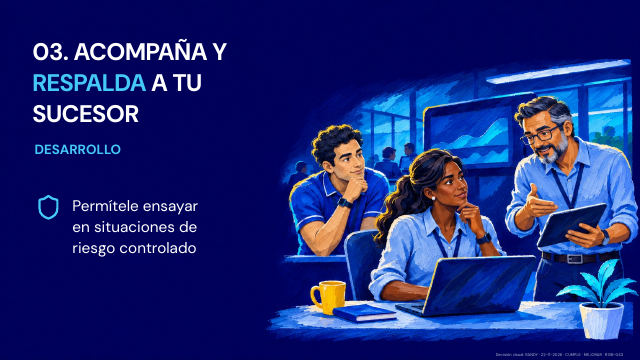 03. ACOMPAÑA Y
RESPALDA A TU
SUCESOR
DESARROLLO
Permítele ensayar
en situaciones de
riesgo controlado